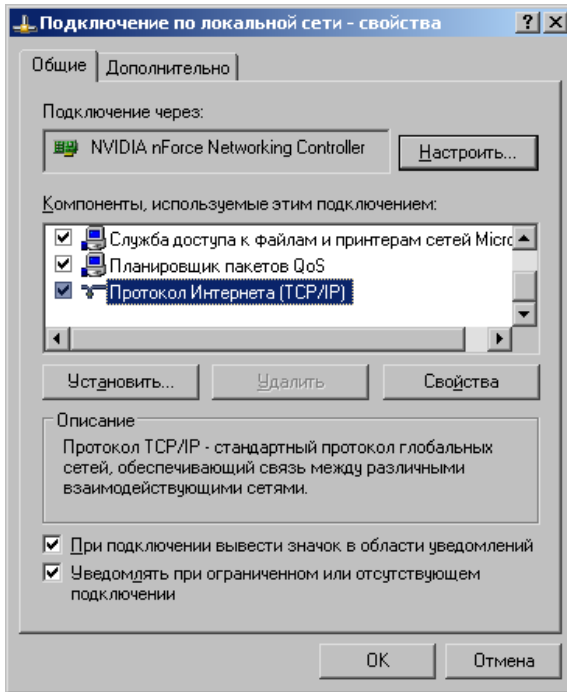 Подключение по локальной сети - свойства
Общие
Дополнительно
Подключение через:
NVIDIA nForce Networking Controller
Настроить...
Компоненты, используемые этим подключением:
Служба доступа к файлам и принтерам сетей Micro
Планировщик пакетов QoS
Протокол Интернета (TCP/IP)
Установить...
Удалить
Свойства
Описание
Протокол TCP/IP - стандартный протокол глобальных
сетей, обеспечивающий связь между различными
взаимодействующими сетями.
При подключении вывести значок в области уведомлений
Уведомлять при ограниченном или отсутствующем
подключении
OK
Отмена